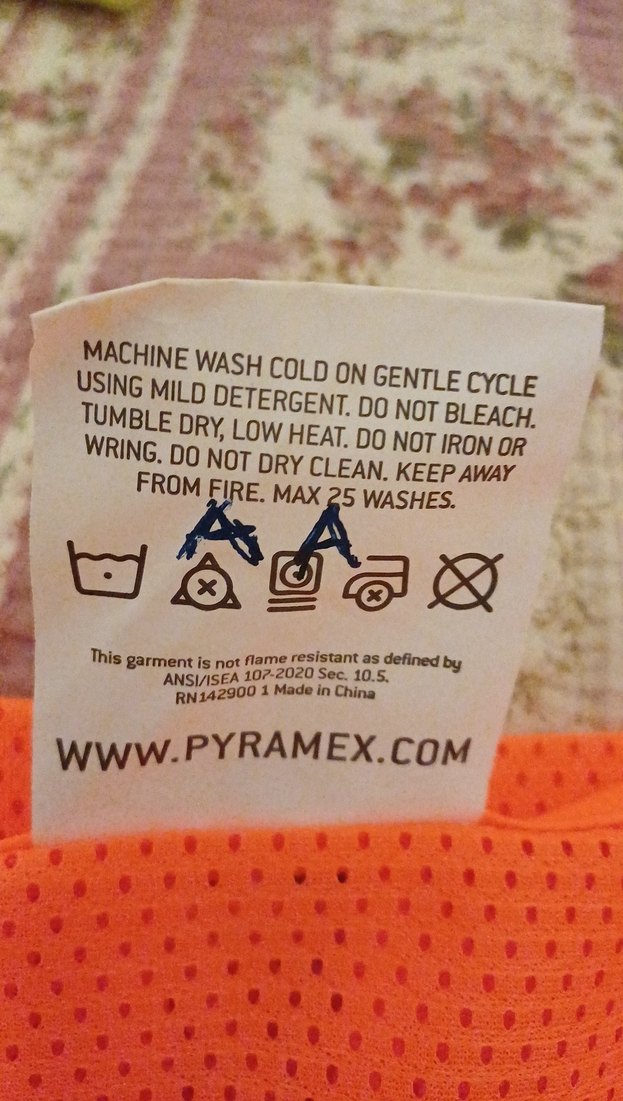 MACHINE WASH COLD ON GENTLE CYCLE
USING MILD DETERGENT. DO NOT BLEACH.
TUMBLE DRY, LOW HEAT. DO NOT IRON OR
WRING. DO NOT DRY CLEAN. KEEP AWAY
FROM FIRE. MAX 25 WASHES.
A A
This garment is not flame resistant as defined by
ANSI/ISEA 107-2020 Sec. 10.5.
RN142900 1 Made in China
WWW.PYRAMEX.COM